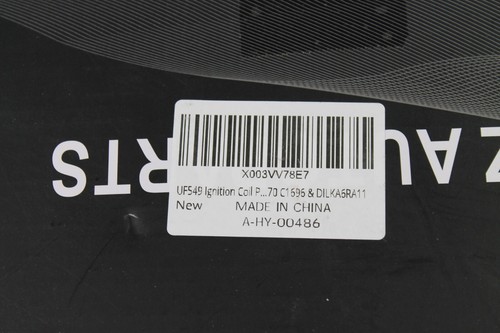 X003VV78E7
UF549 Ignition Coil P...70 C1696 & DILKA6RA11
New MADE IN CHINA
A-HY-00486